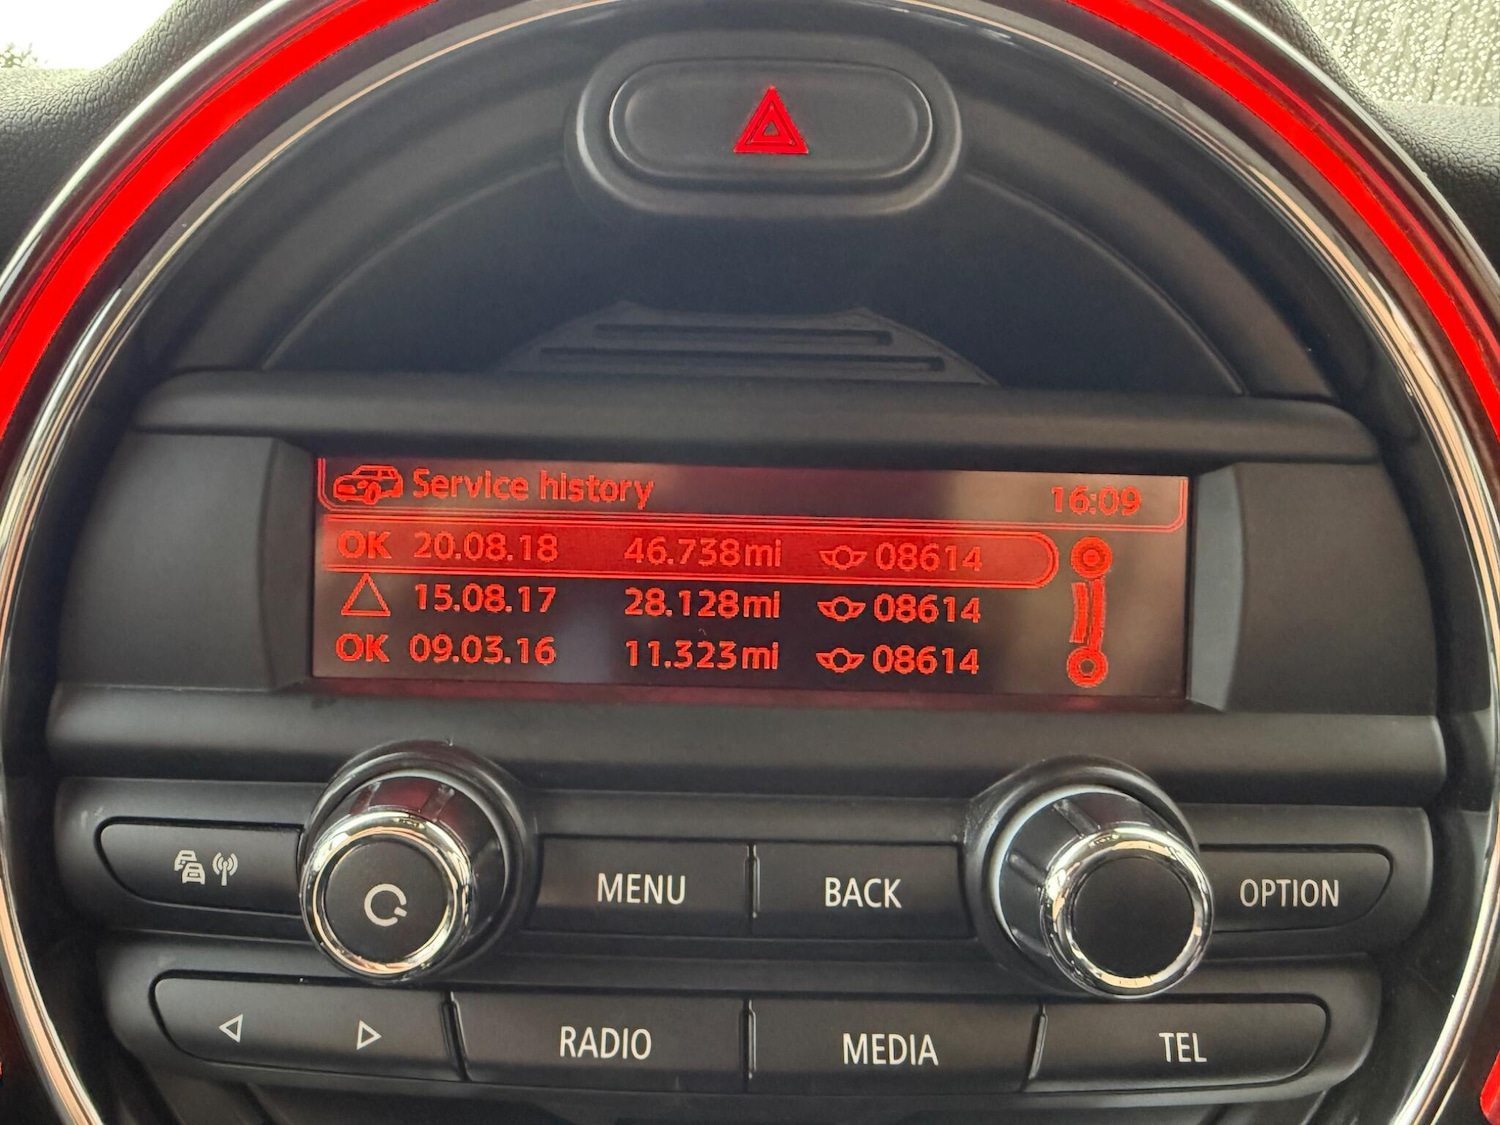 Service history 16:09
OK 20.08.18 46.738mi 08614
15.08.17 28.128mi 08614
OK 09.03.16 11.323mi 08614
MENU BACK OPTION
RADIO MEDIA TEL